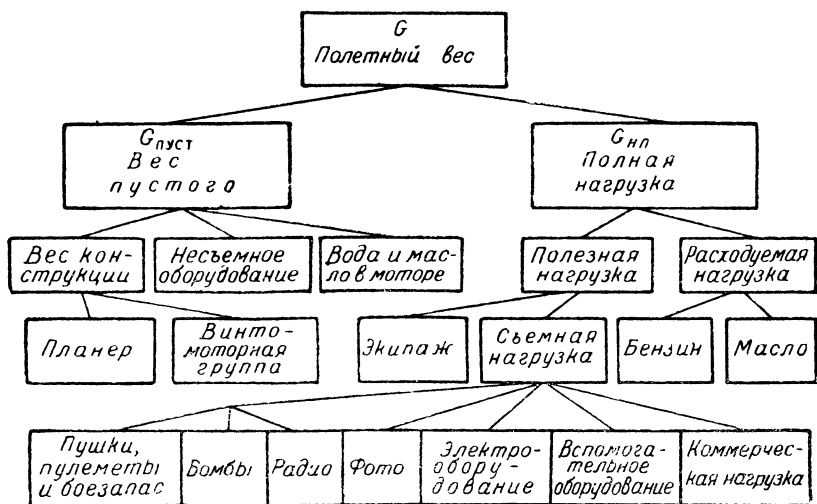 G
Полетный вес
Gпуст
Вес
пустого
Gнп
Полная
нагрузка
Вес кон-
струкции
Несъемное
оборудование
Вода и мас-
ло в моторе
Полезная
нагрузка
Расходуемая
нагрузка
Планер
Винто-
моторная
группа
Экипаж
Съемная
нагрузка
Бензин
Масло
Пушки,
пулеметы
и боезапас
Бомбы
Радио
Фото
Электро-
обору-
дование
Вспомога-
тельное
оборудование
Коммерчес-
кая нагрузка